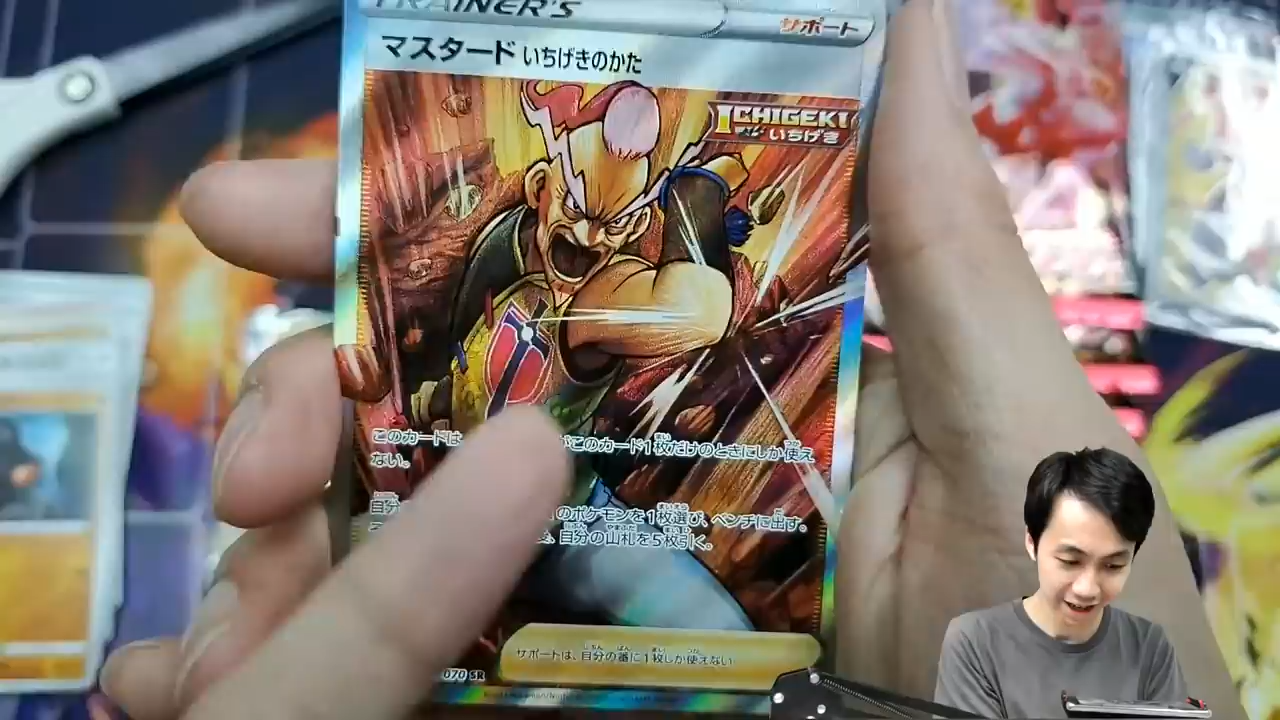 TRAINER'S
サポート
マスタード いちげきのかた
ICHIGEKI
いちげき
このカードは がこのカード1枚だけのときにしか使え
ない。
自分 のポケモンを1枚選び、ベンチに出す。
自分の山札を5枚引く。
サポートは、自分の番に1枚しか使えない
070 SR